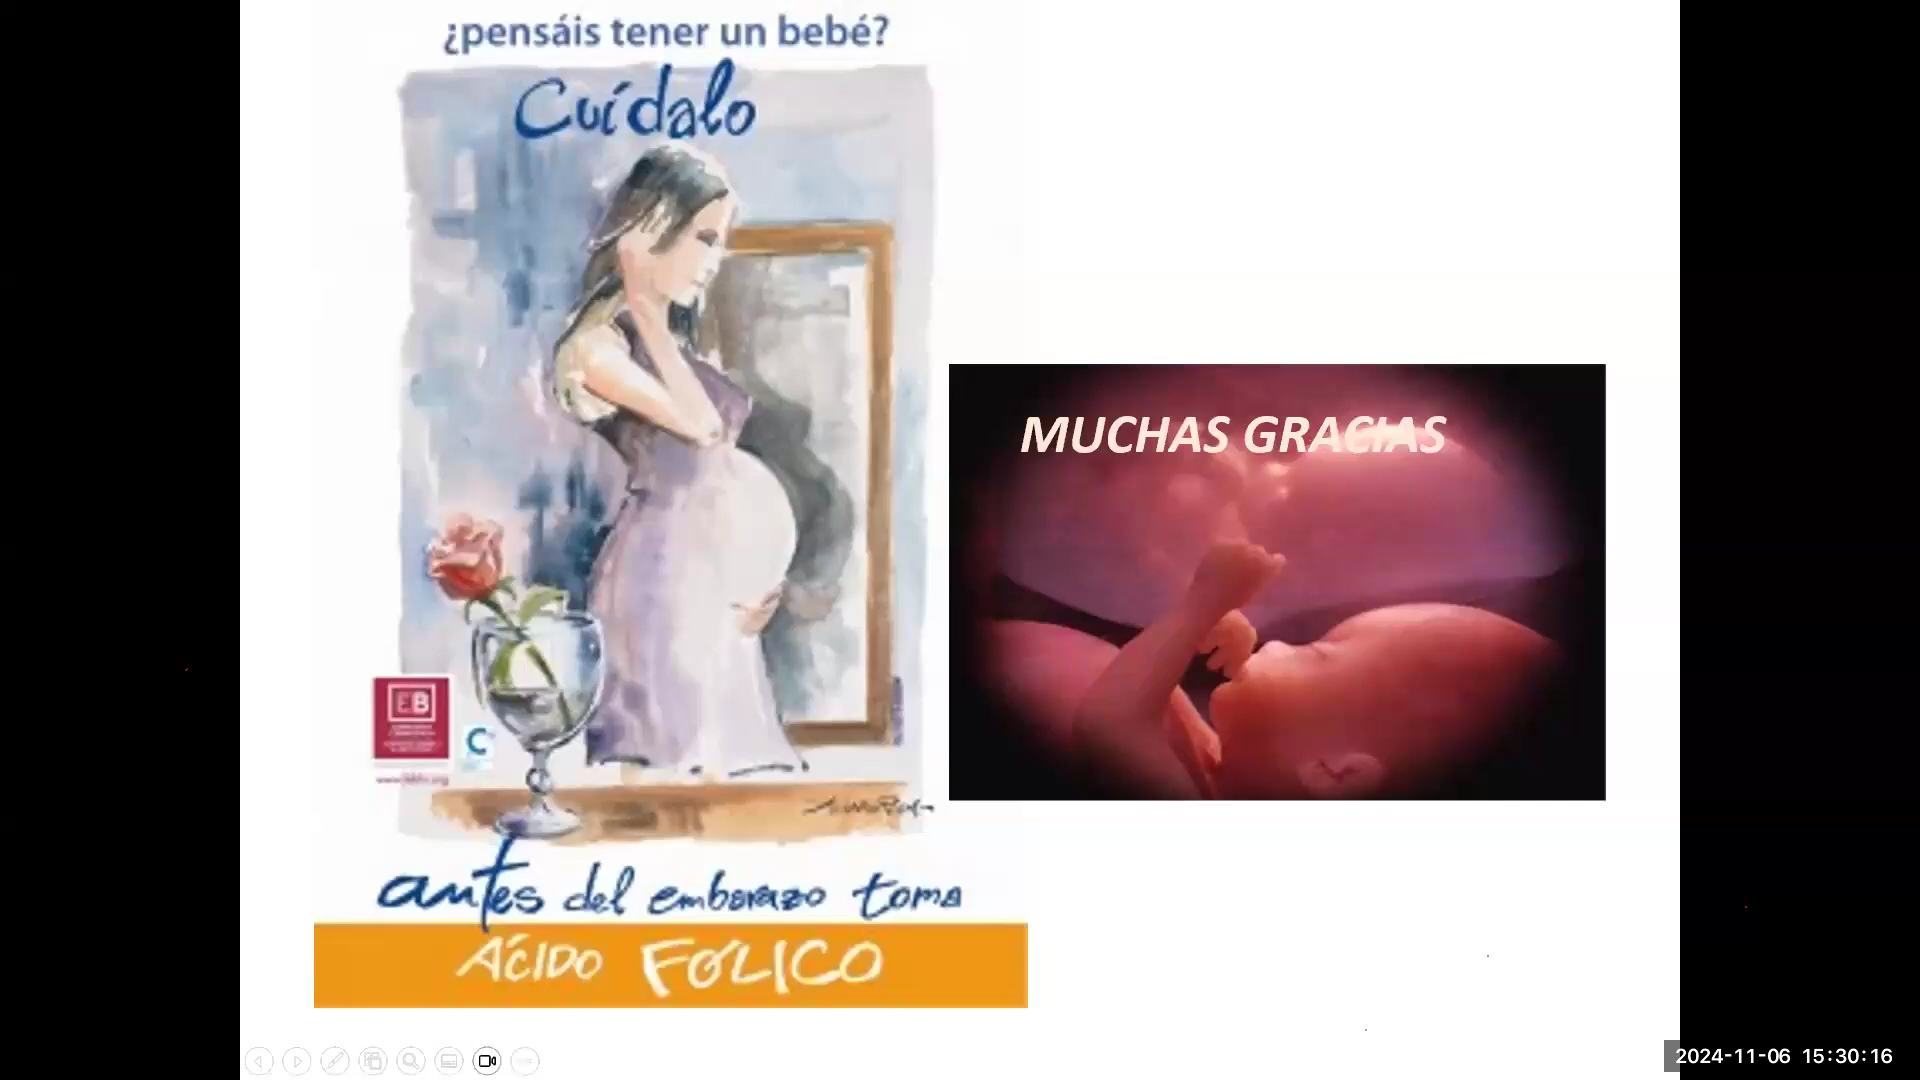 ¿pensáis tener un bebé?
Cuídalo
MUCHAS GRACIAS
EB
C
antes del embarazo toma
ÁCIDO FÓLICO
2024-11-06 15:30:16